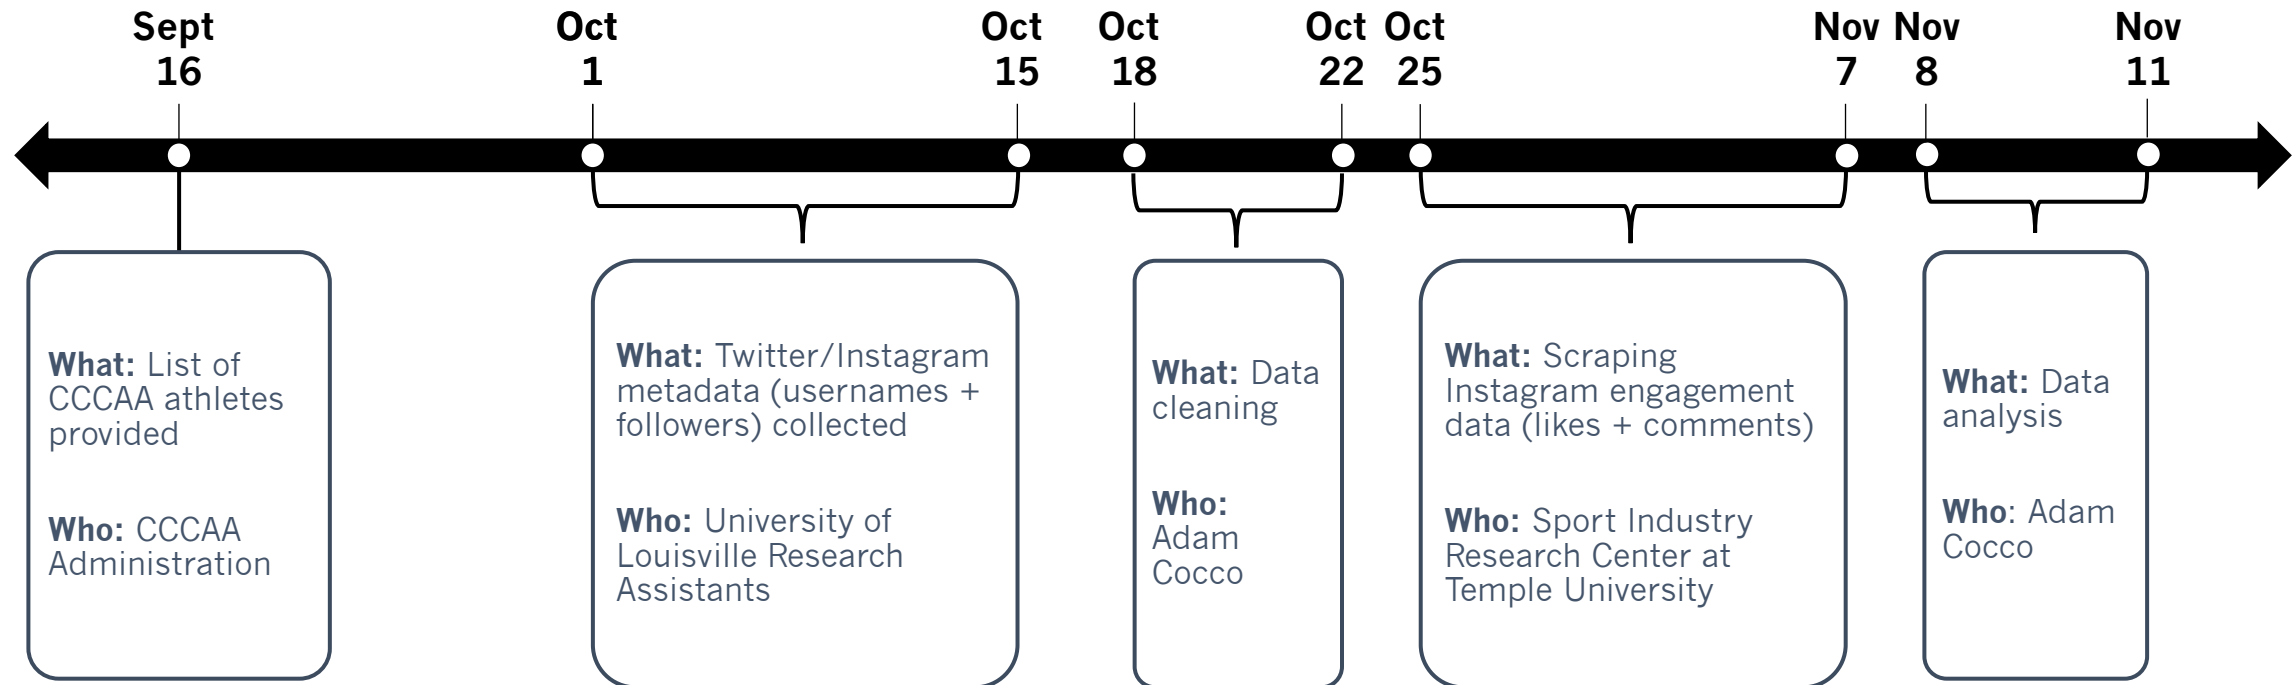 Sept
16
Oct
1
Oct
15
Oct
18
Oct
22
Oct
25
Nov
7
Nov
8
Nov
11
What: List of
CCCAA athletes
provided
Who: CCCAA
Administration
What: Twitter/Instagram
metadata (usernames +
followers) collected
Who: University of
Louisville Research
Assistants
What: Data
cleaning
Who:
Adam
Cocco
What: Scraping
Instagram engagement
data (likes + comments)
Who: Sport Industry
Research Center at
Temple University
What: Data
analysis
Who: Adam
Cocco